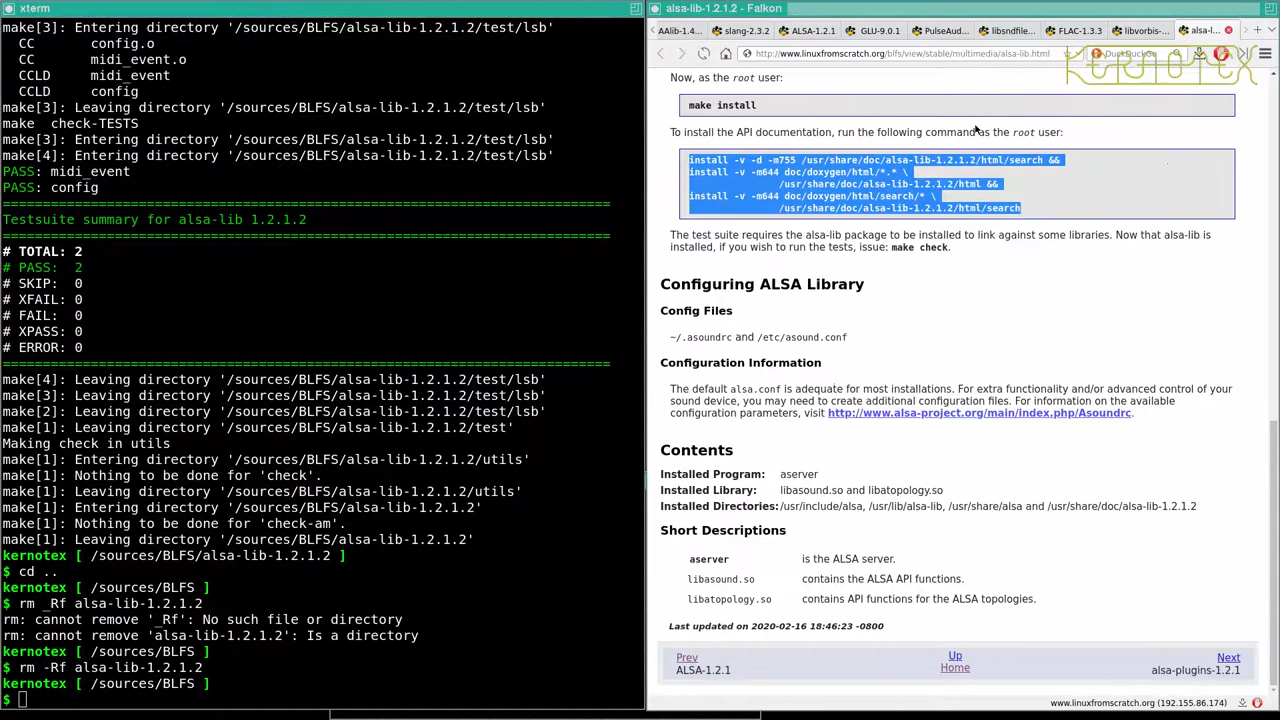 xterm
make[3]: Entering directory '/sources/BLFS/alsa-lib-1.2.1.2/test/lsb'
CC config.o
CC midi_event.o
CCLD midi_event
CCLD config
make[3]: Leaving directory '/sources/BLFS/alsa-lib-1.2.1.2/test/lsb'
make check-TESTS
make[3]: Entering directory '/sources/BLFS/alsa-lib-1.2.1.2/test/lsb'
make[4]: Entering directory '/sources/BLFS/alsa-lib-1.2.1.2/test/lsb'
PASS: midi_event
PASS: config
============================================================================
Testsuite summary for alsa-lib 1.2.1.2
============================================================================
# TOTAL: 2
# PASS: 2
# SKIP: 0
# XFAIL: 0
# FAIL: 0
# XPASS: 0
# ERROR: 0
============================================================================
make[4]: Leaving directory '/sources/BLFS/alsa-lib-1.2.1.2/test/lsb'
make[3]: Leaving directory '/sources/BLFS/alsa-lib-1.2.1.2/test/lsb'
make[2]: Leaving directory '/sources/BLFS/alsa-lib-1.2.1.2/test/lsb'
make[1]: Leaving directory '/sources/BLFS/alsa-lib-1.2.1.2/test'
Making check in utils
make[1]: Entering directory '/sources/BLFS/alsa-lib-1.2.1.2/utils'
make[1]: Nothing to be done for 'check'.
make[1]: Leaving directory '/sources/BLFS/alsa-lib-1.2.1.2/utils'
make[1]: Entering directory '/sources/BLFS/alsa-lib-1.2.1.2'
make[1]: Nothing to be done for 'check-am'.
make[1]: Leaving directory '/sources/BLFS/alsa-lib-1.2.1.2'
kernotex [ /sources/BLFS/alsa-lib-1.2.1.2 ]
$ cd ..
kernotex [ /sources/BLFS ]
$ rm _Rf alsa-lib-1.2.1.2
rm: cannot remove '_Rf': No such file or directory
rm: cannot remove 'alsa-lib-1.2.1.2': Is a directory
kernotex [ /sources/BLFS ]
$ rm -Rf alsa-lib-1.2.1.2
kernotex [ /sources/BLFS ]
$
alsa-lib-1.2.1.2 - Falkon
AAlib-1.4... slang-2.3.2 ALSA-1.2.1 GLU-9.0.1 PulseAud... libsndfile... FLAC-1.3.3 libvorbis-... alsa-l...
http://www.linuxfromscratch.org/blfs/view/stable/multimedia/alsa-lib.html DuckDuckGo
KERNOTEX
Now, as the root user:
make install
To install the API documentation, run the following command as the root user:
install -v -d -m755 /usr/share/doc/alsa-lib-1.2.1.2/html/search &&
install -v -m644 doc/doxygen/html/*.* \
/usr/share/doc/alsa-lib-1.2.1.2/html &&
install -v -m644 doc/doxygen/html/search/* \
/usr/share/doc/alsa-lib-1.2.1.2/html/search
The test suite requires the alsa-lib package to be installed to link against some libraries. Now that alsa-lib is
installed, if you wish to run the tests, issue: make check.
Configuring ALSA Library
Config Files
~/.asoundrc and /etc/asound.conf
Configuration Information
The default alsa.conf is adequate for most installations. For extra functionality and/or advanced control of your
sound device, you may need to create additional configuration files. For information on the available
configuration parameters, visit http://www.alsa-project.org/main/index.php/Asoundrc.
Contents
Installed Program: aserver
Installed Library: libasound.so and libatopology.so
Installed Directories: /usr/include/alsa, /usr/lib/alsa-lib, /usr/share/alsa and /usr/share/doc/alsa-lib-1.2.1.2
Short Descriptions
aserver is the ALSA server.
libasound.so contains the ALSA API functions.
libatopology.so contains API functions for the ALSA topologies.
Last updated on 2020-02-16 18:46:23 -0800
Prev Up Next
ALSA-1.2.1 Home alsa-plugins-1.2.1
www.linuxfromscratch.org (192.155.86.174)